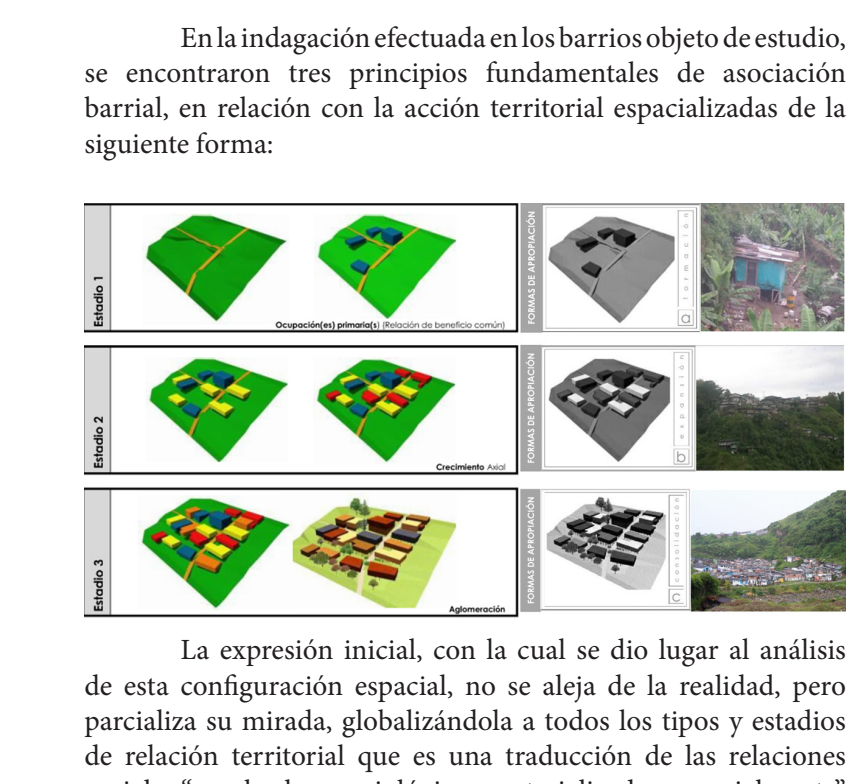 En la indagación efectuada en los barrios objeto de estudio,
se encontraron tres principios fundamentales de asociación
barrial, en relación con la acción territorial espacializadas de la
siguiente forma:
Estadio 1
Ocupación(es) primaria(s) (Relación de beneficio común)
FORMAS DE APROPIACIÓN
formación
a
Estadio 2
Crecimiento Axial
FORMAS DE APROPIACIÓN
expansión
b
Estadio 3
Aglomeración
FORMAS DE APROPIACIÓN
consolidación
c
La expresión inicial, con la cual se dio lugar al análisis
de esta configuración espacial, no se aleja de la realidad, pero
parcializa su mirada, globalizándola a todos los tipos y estadios
de relación territorial que es una traducción de las relaciones